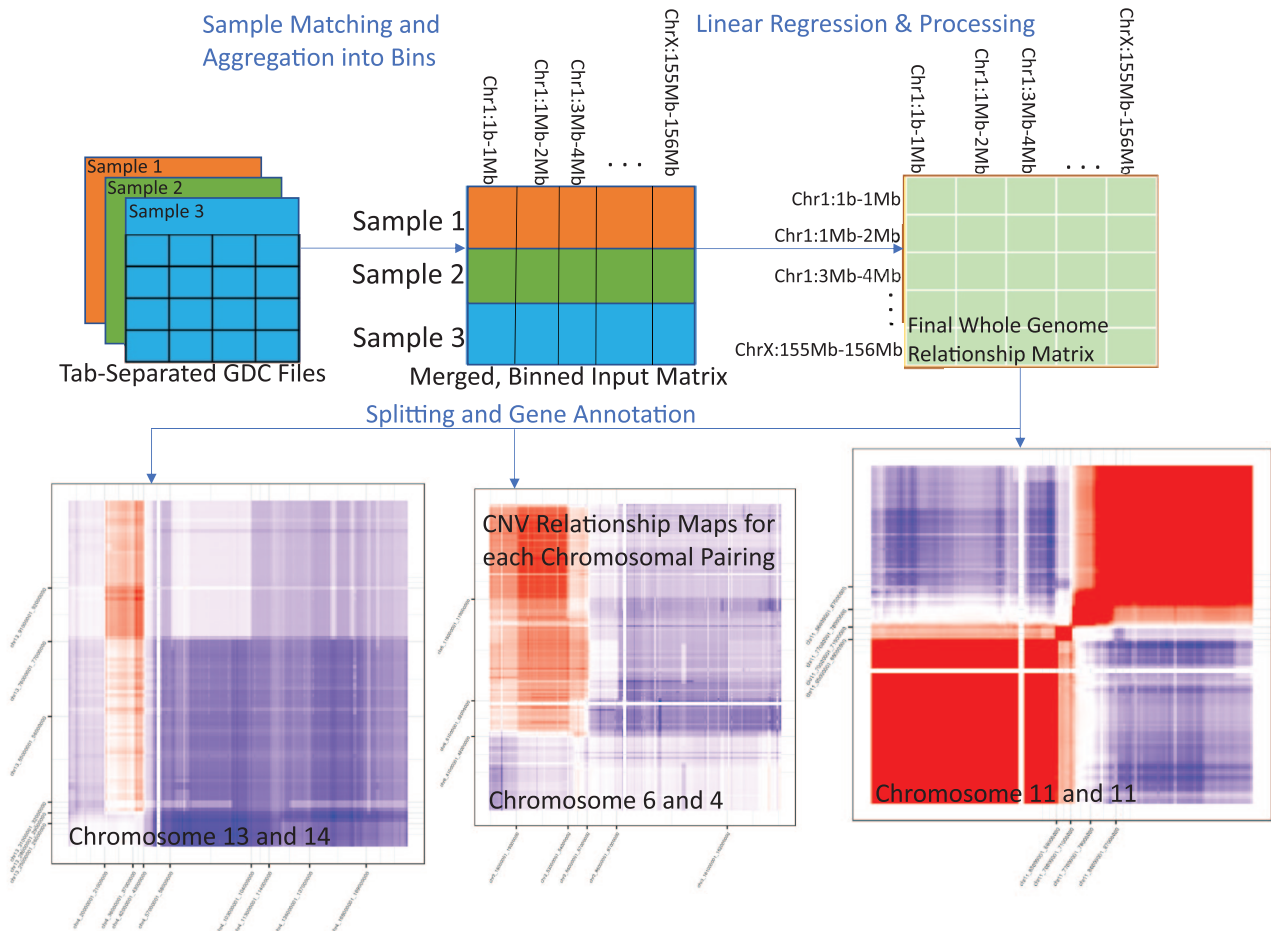 Sample Matching and
Aggregation into Bins
Linear Regression & Processing
Chr1:1b-1Mb
Chr1:1Mb-2Mb
Chr1:3Mb-4Mb
. . .
ChrX:155Mb-156Mb
Chr1:1b-1Mb
Chr1:1Mb-2Mb
Chr1:3Mb-4Mb
. . .
ChrX:155Mb-156Mb
Sample 1
Sample 2
Sample 3
Sample 1
Sample 2
Sample 3
Chr1:1b-1Mb
Chr1:1Mb-2Mb
Chr1:3Mb-4Mb
ChrX:155Mb-156Mb
Final Whole Genome
Relationship Matrix
Tab-Separated GDC Files
Merged, Binned Input Matrix
Splitting and Gene Annotation
CNV Relationship Maps for
each Chromosomal Pairing
Chromosome 13 and 14
Chromosome 6 and 4
Chromosome 11 and 11